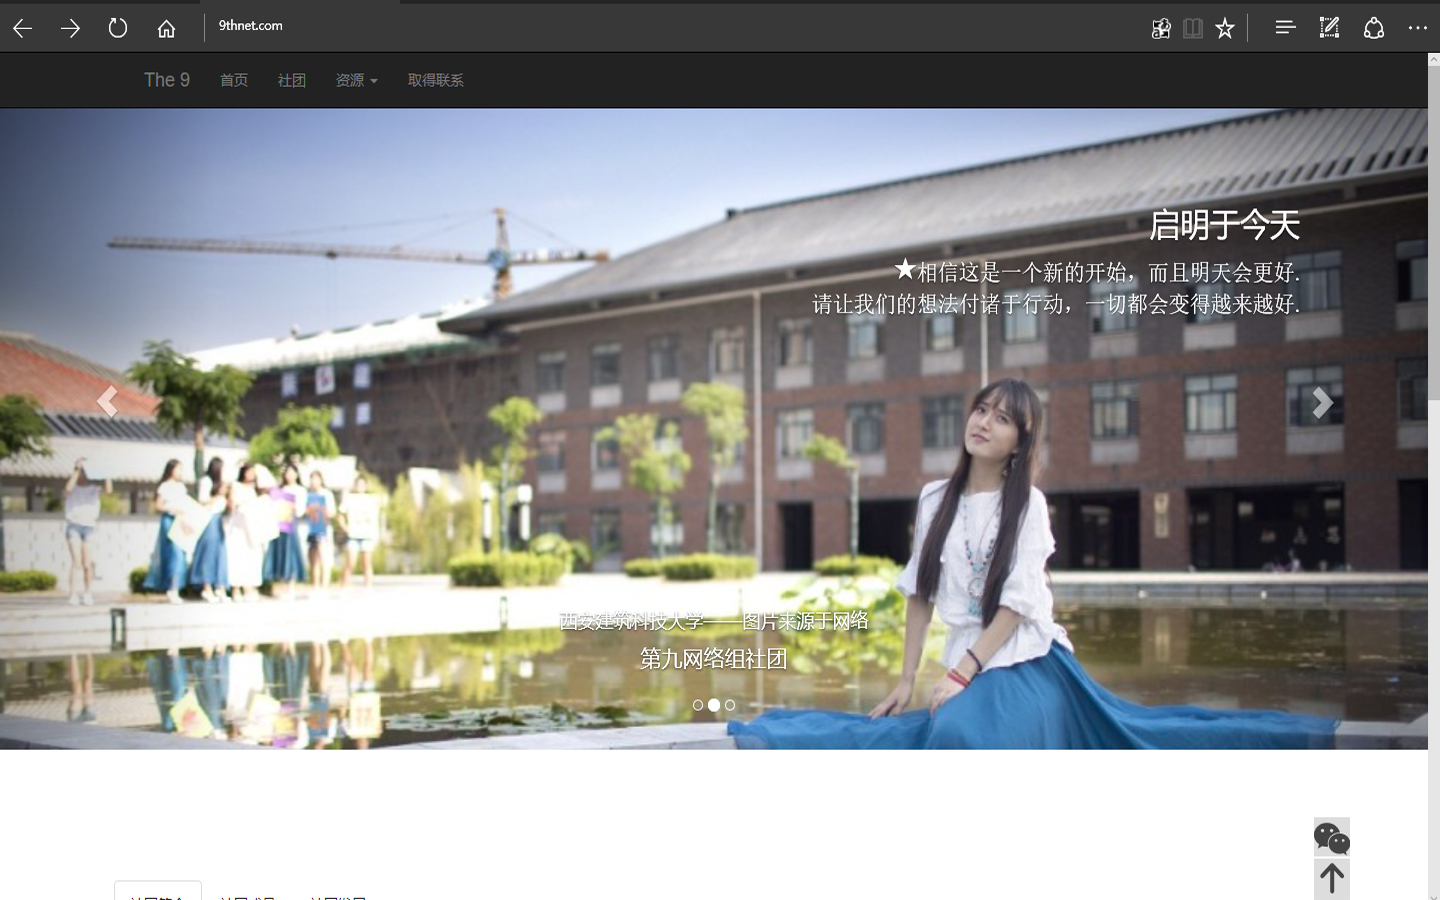 9thnet.com
The 9
首页
社团
资源
取得联系
启明于今天
★相信这是一个新的开始，而且明天会更好.
请让我们的想法付诸于行动，一切都会变得越来越好.
西安建筑科技大学——图片来源于网络
第九网络组社团